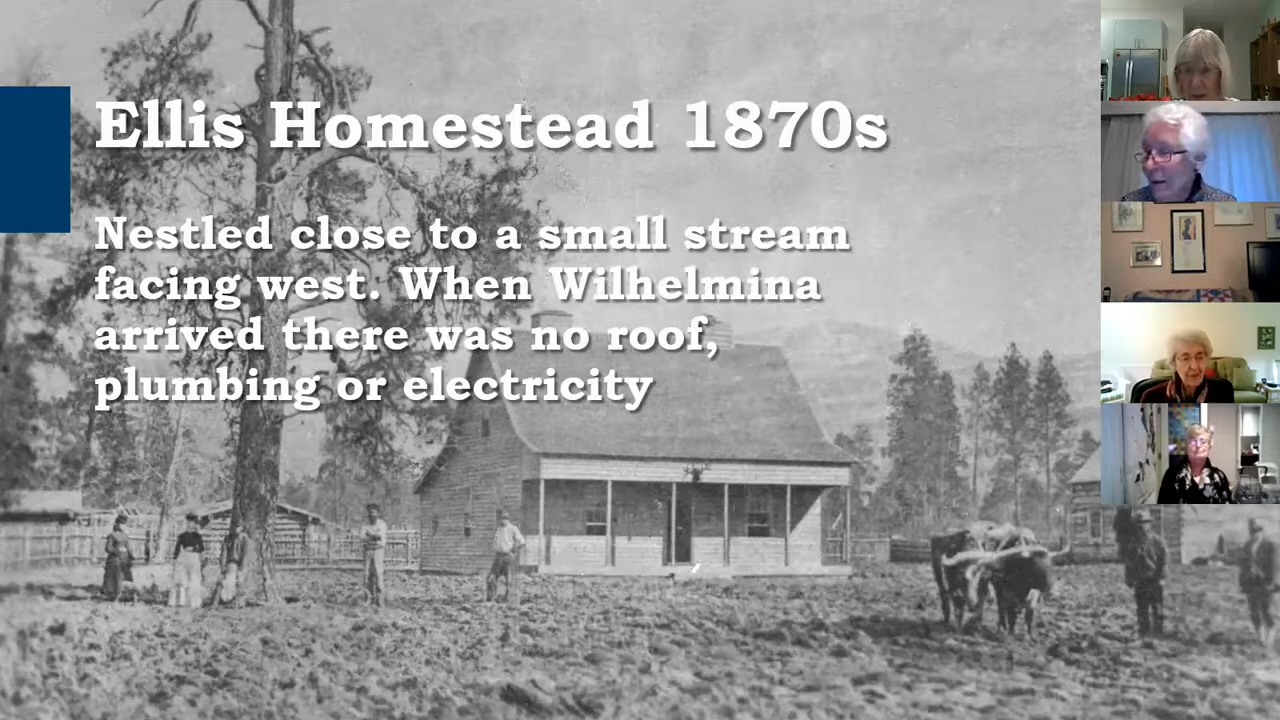 Ellis Homestead 1870s
Nestled close to a small stream
facing west. When Wilhelmina
arrived there was no roof,
plumbing or electricity